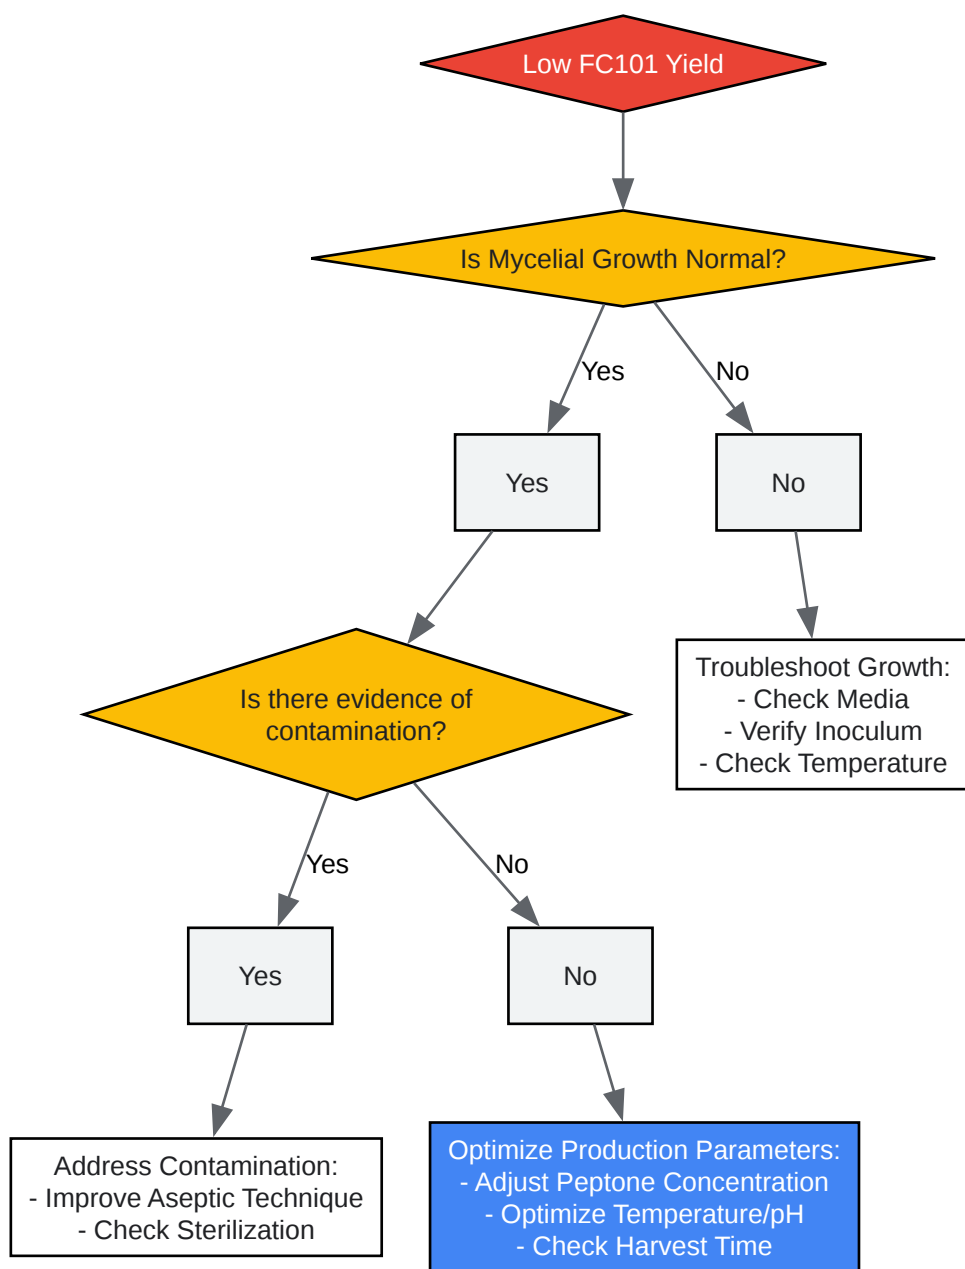 Low FC101 Yield
Is Mycelial Growth Normal?
Yes
No
Yes
No
Is there evidence of
contamination?
Troubleshoot Growth:
- Check Media
- Verify Inoculum
- Check Temperature
Yes
No
Yes
No
Address Contamination:
- Improve Aseptic Technique
- Check Sterilization
Optimize Production Parameters:
- Adjust Peptone Concentration
- Optimize Temperature/pH
- Check Harvest Time